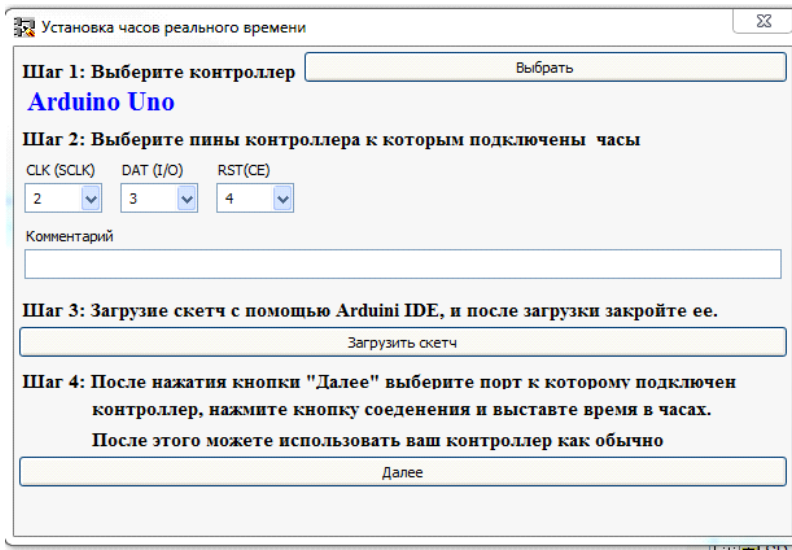 Установка часов реального времени
Шаг 1: Выберите контроллер
Выбрать
Arduino Uno
Шаг 2: Выберите пины контроллера к которым подключены часы
CLK (SCLK) DAT (I/O) RST(CE)
2 3 4
Комментарий
Шаг 3: Загрузие скетч с помощью Arduini IDE, и после загрузки закройте ее.
Загрузить скетч
Шаг 4: После нажатия кнопки "Далее" выберите порт к которому подключен
контроллер, нажмите кнопку соеденения и выставте время в часах.
После этого можете использовать ваш контроллер как обычно
Далее